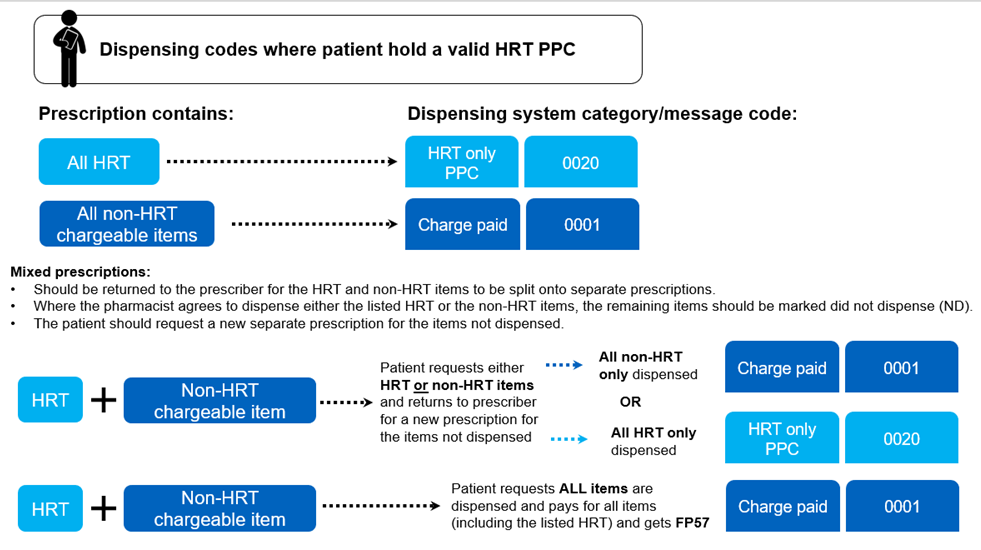 Dispensing codes where patient hold a valid HRT PPC
Prescription contains:
Dispensing system category/message code:
All HRT
HRT only
PPC
0020
All non-HRT
chargeable items
Charge paid
0001
Mixed prescriptions:
• Should be returned to the prescriber for the HRT and non-HRT items to be split onto separate prescriptions.
• Where the pharmacist agrees to dispense either the listed HRT or the non-HRT items, the remaining items should be marked did not dispense (ND).
• The patient should request a new separate prescription for the items not dispensed.
HRT
+
Non-HRT
chargeable item
Patient requests either
HRT or non-HRT items
and returns to prescriber
for a new prescription for
the items not dispensed
All non-HRT
only dispensed
Charge paid
0001
OR
All HRT only
dispensed
HRT only
PPC
0020
HRT
+
Non-HRT
chargeable item
Patient requests ALL items are
dispensed and pays for all items
(including the listed HRT) and gets FP57
Charge paid
0001